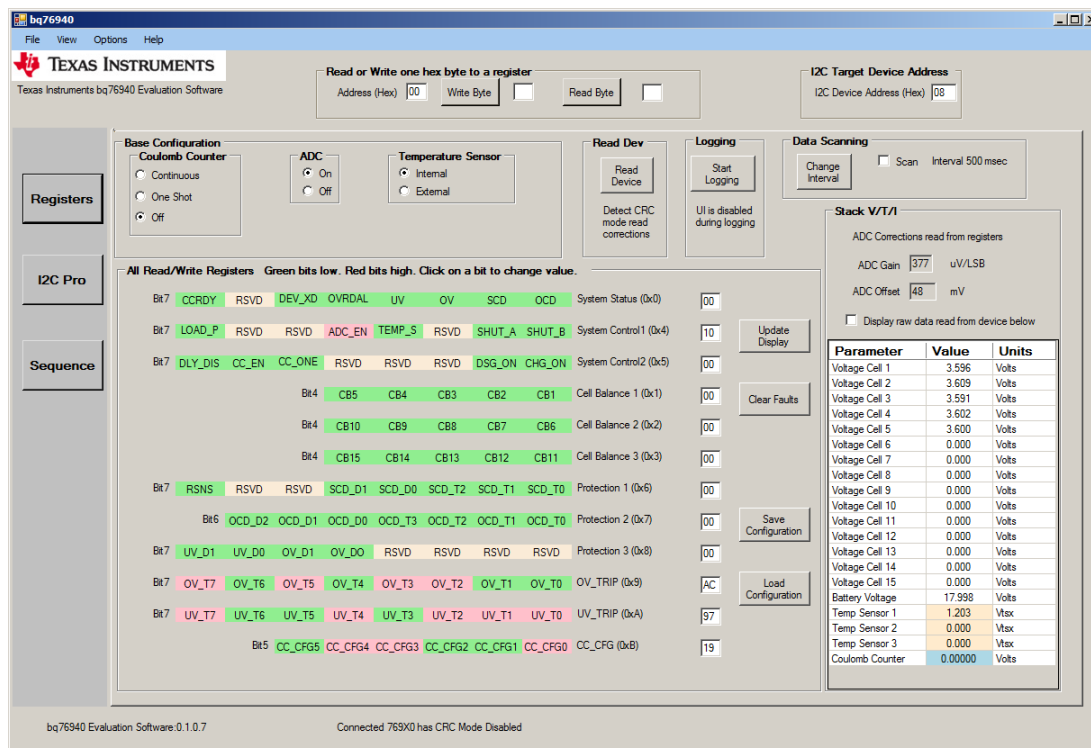 bq76940
File View Options Help
TEXAS INSTRUMENTS
Texas Instruments bq76940 Evaluation Software
Read or Write one hex byte to a register
Address (Hex) 00 Write Byte Read Byte
I2C Target Device Address
I2C Device Address (Hex) 08
Registers
I2C Pro
Sequence
Base Configuration
Coulomb Counter
Continuous
One Shot
Off
ADC
On
Off
Temperature Sensor
Internal
External
Read Dev
Read
Device
Detect CRC
mode read
corrections
Logging
Start
Logging
UI is disabled
during logging
Data Scanning
Change
Interval
Scan Interval 500 msec
All Read/Write Registers Green bits low. Red bits high. Click on a bit to change value.
Bit7 CCRDY RSVD DEV_XD OVRDAL UV OV SCD OCD System Status (0x0) 00
Bit7 LOAD_P RSVD RSVD ADC_EN TEMP_S RSVD SHUT_A SHUT_B System Control1 (0x4) 10
Bit7 DLY_DIS CC_EN CC_ONE RSVD RSVD RSVD DSG_ON CHG_ON System Control2 (0x5) 00
Bit4 CB5 CB4 CB3 CB2 CB1 Cell Balance 1 (0x1) 00
Bit4 CB10 CB9 CB8 CB7 CB6 Cell Balance 2 (0x2) 00
Bit4 CB15 CB14 CB13 CB12 CB11 Cell Balance 3 (0x3) 00
Bit7 RSNS RSVD RSVD SCD_D1 SCD_D0 SCD_T2 SCD_T1 SCD_T0 Protection 1 (0x6) 00
Bit6 OCD_D2 OCD_D1 OCD_D0 OCD_T3 OCD_T2 OCD_T1 OCD_T0 Protection 2 (0x7) 00
Bit7 UV_D1 UV_D0 OV_D1 OV_DO RSVD RSVD RSVD RSVD Protection 3 (0x8) 00
Bit7 OV_T7 OV_T6 OV_T5 OV_T4 OV_T3 OV_T2 OV_T1 OV_T0 OV_TRIP (0x9) AC
Bit7 UV_T7 UV_T6 UV_T5 UV_T4 UV_T3 UV_T2 UV_T1 UV_T0 UV_TRIP (0xA) 97
Bit5 CC_CFG5 CC_CFG4 CC_CFG3 CC_CFG2 CC_CFG1 CC_CFG0 CC_CFG (0xB) 19
Update
Display
Clear Faults
Save
Configuration
Load
Configuration
Stack V/T/I
ADC Corrections read from registers
ADC Gain 377 uV/LSB
ADC Offset 48 mV
Display raw data read from device below
Parameter Value Units
Voltage Cell 1 3.596 Volts
Voltage Cell 2 3.609 Volts
Voltage Cell 3 3.591 Volts
Voltage Cell 4 3.602 Volts
Voltage Cell 5 3.600 Volts
Voltage Cell 6 0.000 Volts
Voltage Cell 7 0.000 Volts
Voltage Cell 8 0.000 Volts
Voltage Cell 9 0.000 Volts
Voltage Cell 10 0.000 Volts
Voltage Cell 11 0.000 Volts
Voltage Cell 12 0.000 Volts
Voltage Cell 13 0.000 Volts
Voltage Cell 14 0.000 Volts
Voltage Cell 15 0.000 Volts
Battery Voltage 17.998 Volts
Temp Sensor 1 1.203 Vtsx
Temp Sensor 2 0.000 Vtsx
Temp Sensor 3 0.000 Vtsx
Coulomb Counter 0.00000 Volts
bq76940 Evaluation Software:0.1.0.7 Connected 769X0 has CRC Mode Disabled